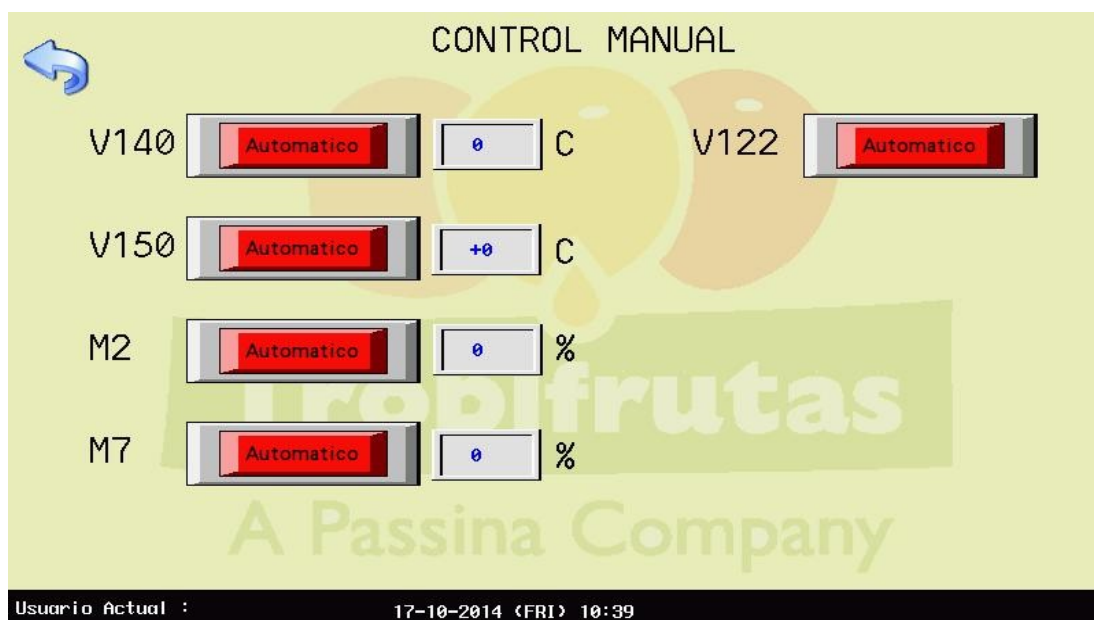 CONTROL MANUAL
V140 Automatico 0 C V122 Automatico
V150 Automatico +0 C
M2 Automatico 0 %
Tropifrutas
M7 Automatico 0 %
A Passina Company
Usuario Actual : 17-10-2014 (FRI) 10:39